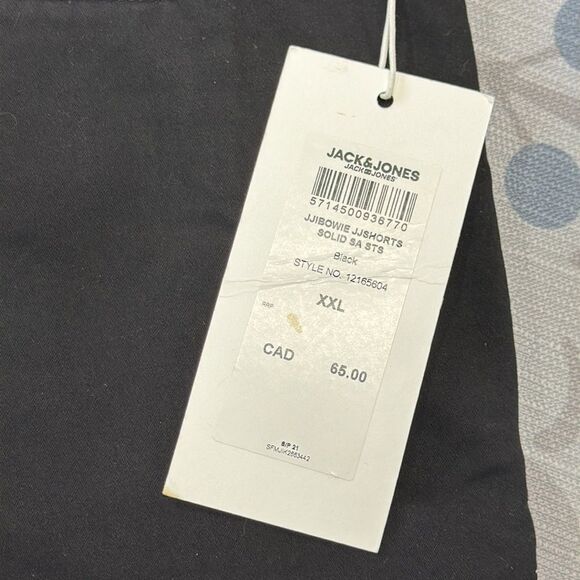 JACK&JONES
JACK JONES
5714500936770
JJIBOWIE JJSHORTS
SOLID SA STS
Black
STYLE NO. 12165604
XXL
RRP
CAD 65.00
S/P 21